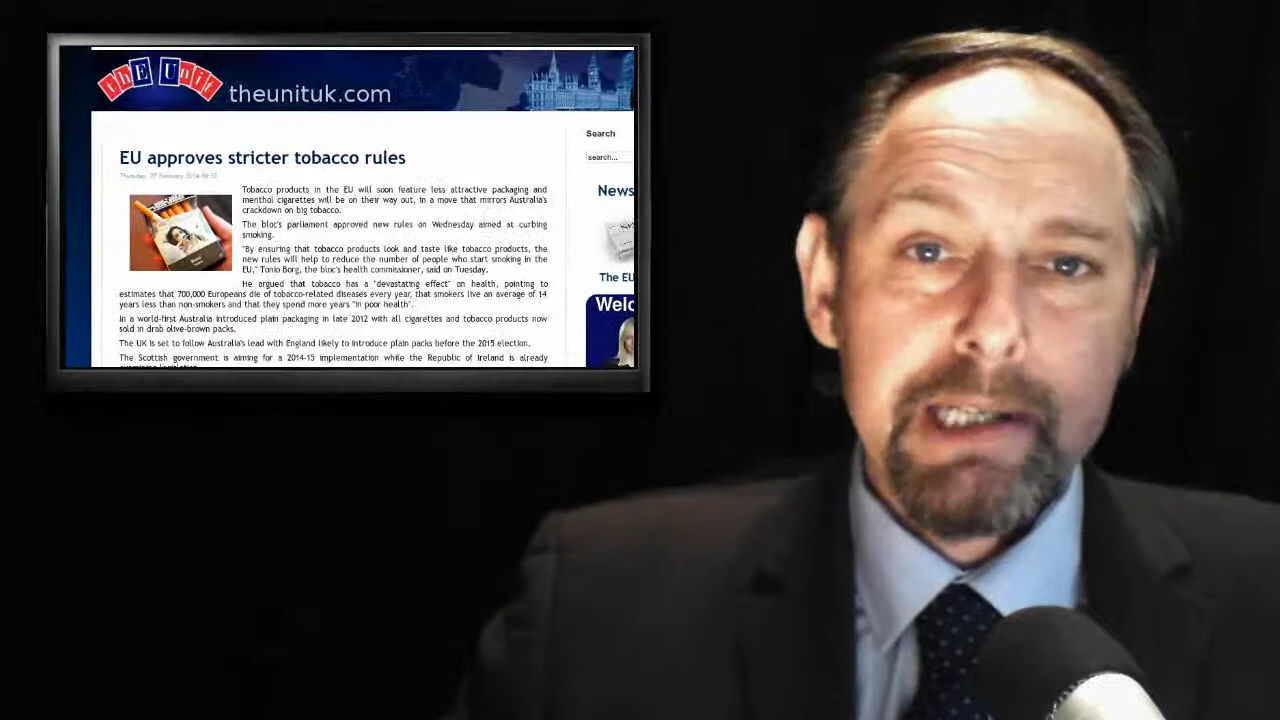 thE Unit
theunituk.com
Search
search...
EU approves stricter tobacco rules
Tobacco products in the EU will soon feature less attractive packaging and
menthol cigarettes will be on their way out, in a move that mirrors Australia's
crackdown on big tobacco.
The bloc's parliament approved new rules on Wednesday aimed at curbing
smoking.
"By ensuring that tobacco products look and taste like tobacco products, the
new rules will help to reduce the number of people who start smoking in the
EU," Tonio Borg, the bloc's health commissioner, said on Tuesday.
He argued that tobacco has a "devastating effect" on health, pointing to
estimates that 700,000 Europeans die of tobacco-related diseases every year, that smokers live an average of 14
years less than non-smokers and that they spend more years "in poor health".
In a world-first Australia introduced plain packaging in late 2012 with all cigarettes and tobacco products now
sold in drab olive-brown packs.
The UK is set to follow Australia's lead with England likely to introduce plain packs before the 2015 election.
The Scottish government is aiming for a 2014-15 implementation while the Republic of Ireland is already
News
The EU
Welc